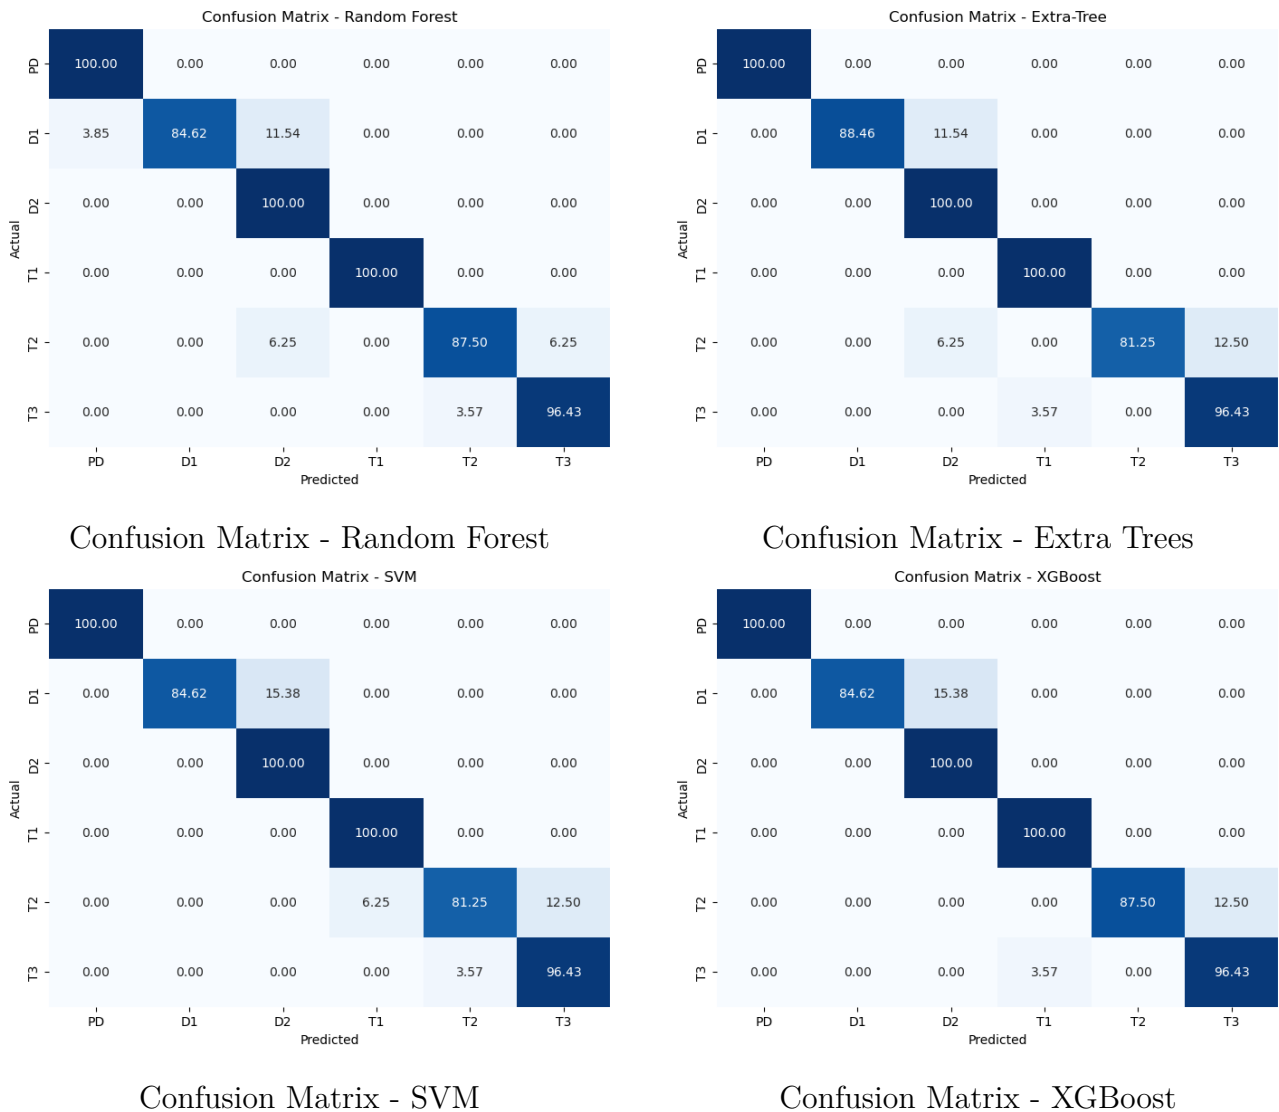 Confusion Matrix - Random Forest
PD 100.00 0.00 0.00 0.00 0.00 0.00
D1 3.85 84.62 11.54 0.00 0.00 0.00
D2 0.00 0.00 100.00 0.00 0.00 0.00
Actual
T1 0.00 0.00 0.00 100.00 0.00 0.00
T2 0.00 0.00 6.25 0.00 87.50 6.25
T3 0.00 0.00 0.00 0.00 3.57 96.43
PD D1 D2 T1 T2 T3
Predicted
Confusion Matrix - Random Forest
Confusion Matrix - Extra-Tree
PD 100.00 0.00 0.00 0.00 0.00 0.00
D1 0.00 88.46 11.54 0.00 0.00 0.00
D2 0.00 0.00 100.00 0.00 0.00 0.00
Actual
T1 0.00 0.00 0.00 100.00 0.00 0.00
T2 0.00 0.00 6.25 0.00 81.25 12.50
T3 0.00 0.00 0.00 3.57 0.00 96.43
PD D1 D2 T1 T2 T3
Predicted
Confusion Matrix - Extra Trees
Confusion Matrix - SVM
PD 100.00 0.00 0.00 0.00 0.00 0.00
D1 0.00 84.62 15.38 0.00 0.00 0.00
D2 0.00 0.00 100.00 0.00 0.00 0.00
Actual
T1 0.00 0.00 0.00 100.00 0.00 0.00
T2 0.00 0.00 0.00 6.25 81.25 12.50
T3 0.00 0.00 0.00 0.00 3.57 96.43
PD D1 D2 T1 T2 T3
Predicted
Confusion Matrix - SVM
Confusion Matrix - XGBoost
PD 100.00 0.00 0.00 0.00 0.00 0.00
D1 0.00 84.62 15.38 0.00 0.00 0.00
D2 0.00 0.00 100.00 0.00 0.00 0.00
Actual
T1 0.00 0.00 0.00 100.00 0.00 0.00
T2 0.00 0.00 0.00 0.00 87.50 12.50
T3 0.00 0.00 0.00 3.57 0.00 96.43
PD D1 D2 T1 T2 T3
Predicted
Confusion Matrix - XGBoost